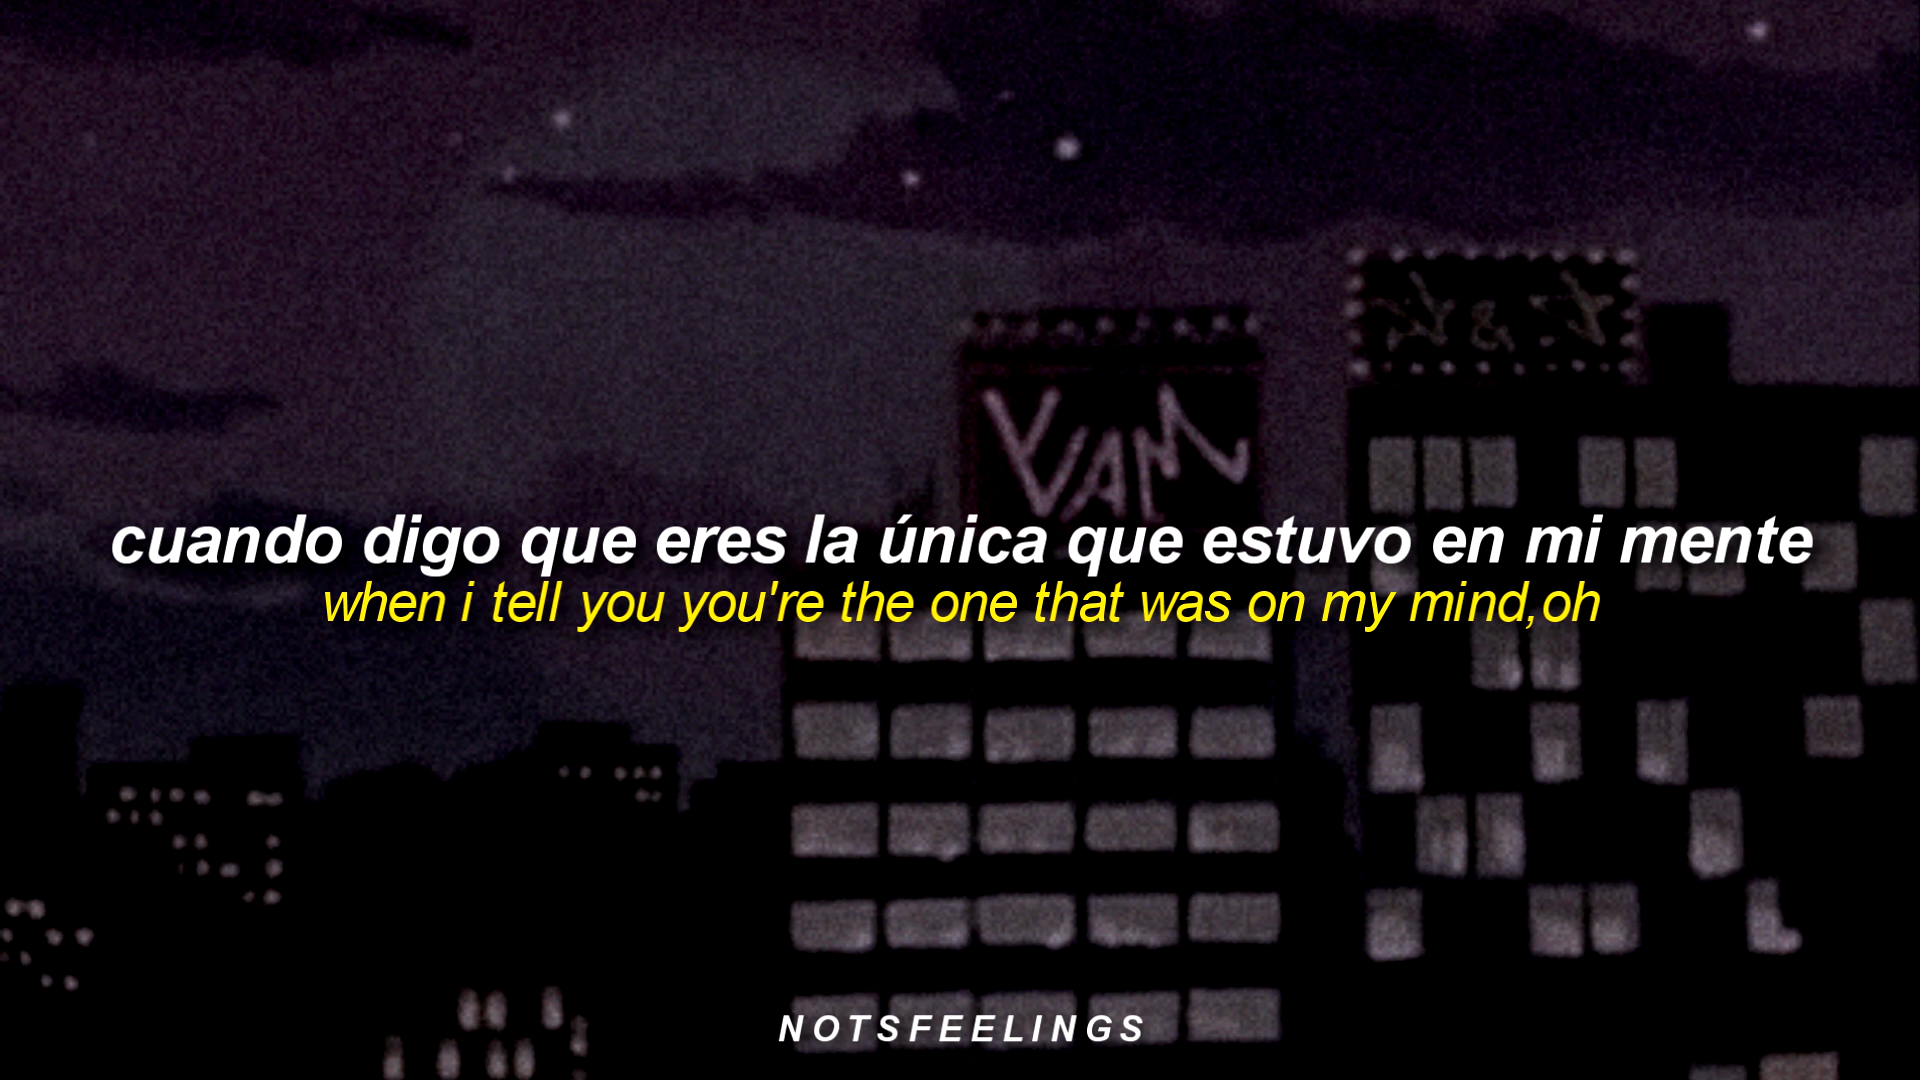 cuando digo que eres la única que estuvo en mi mente
when i tell you you're the one that was on my mind,oh
NOTSFEELINGS